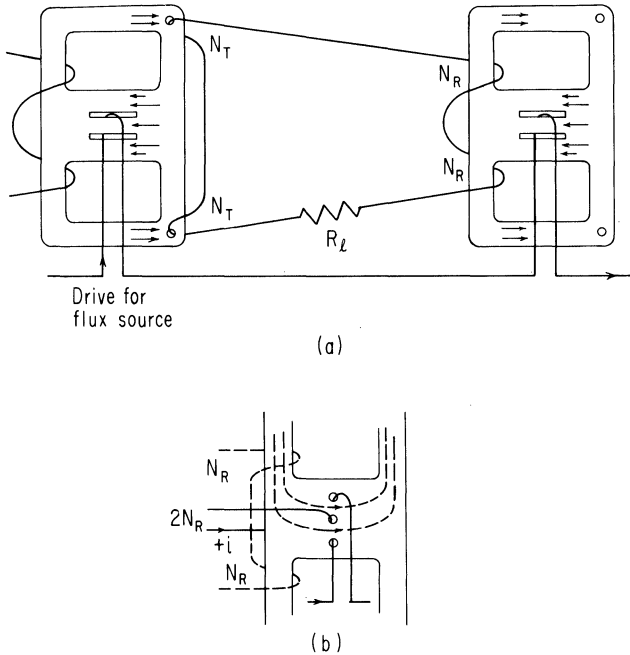 N_T
N_R
N_T
N_R
R_ℓ
Drive for
flux source
(a)
N_R
2N_R
+i
N_R
(b)